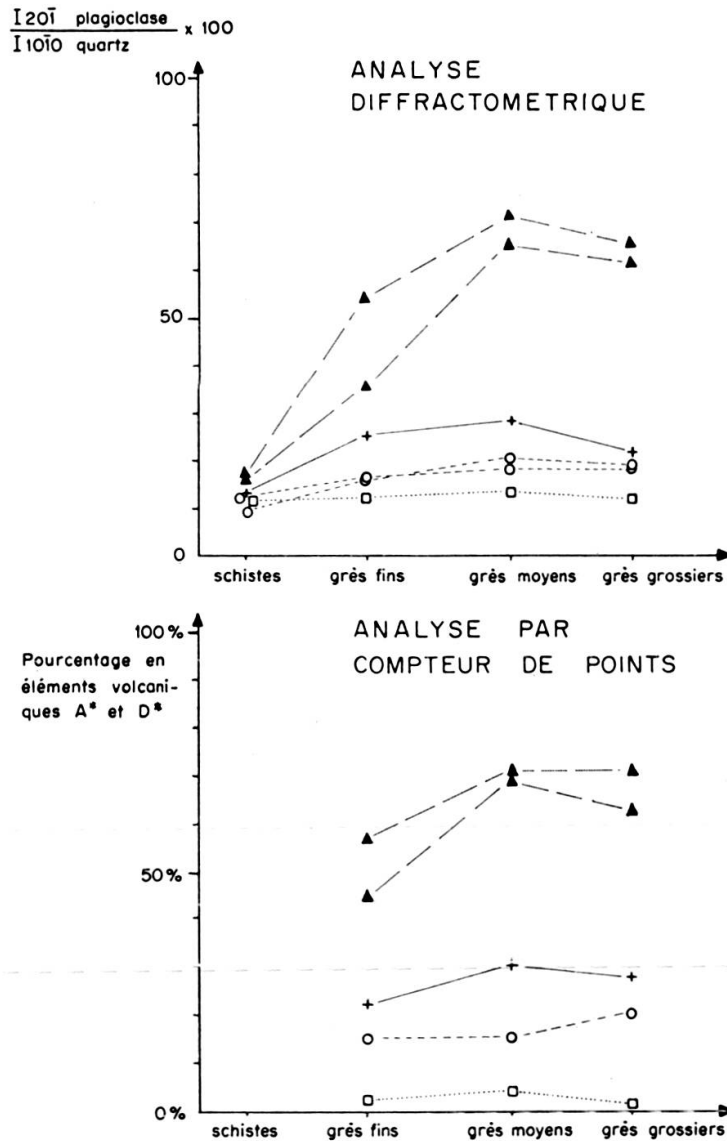 I 20ī plagioclase
I 10ī0 quartz
x 100
ANALYSE
DIFFRACTOMETRIQUE
100
50
0
schistes grès fins grès moyens grès grossiers
ANALYSE PAR
COMPTEUR DE POINTS
Pourcentage en
éléments volcani-
ques A* et D*
100%
50%
0%
schistes grès fins grès moyens grès grossiers